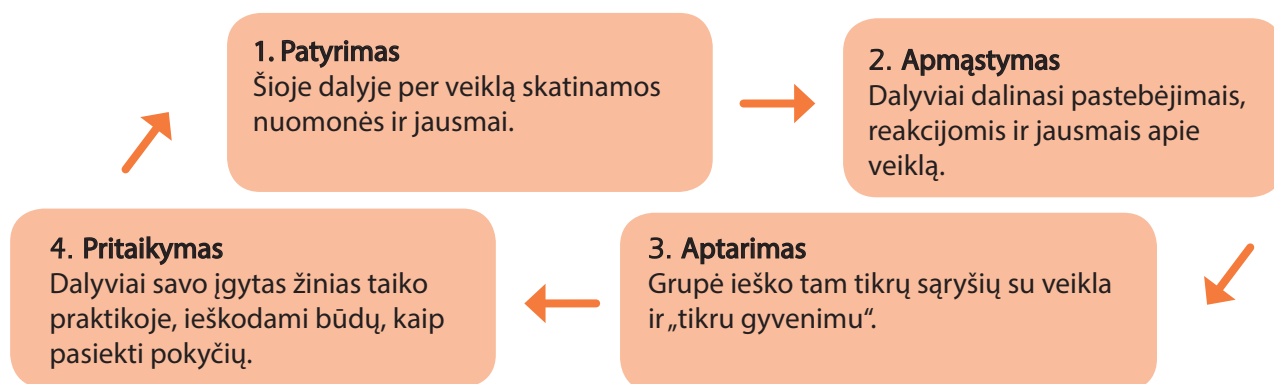 1. Patyrimas
Šioje dalyje per veiklą skatinamos
nuomonės ir jausmai.
2. Apmąstymas
Dalyviai dalinasi pastebėjimais,
reakcijomis ir jausmais apie
veiklą.
3. Aptarimas
Grupė ieško tam tikrų sąryšių su veikla
ir „tikru gyvenimu“.
4. Pritaikymas
Dalyviai savo įgytas žinias taiko
praktikoje, ieškodami būdų, kaip
pasiekti pokyčių.